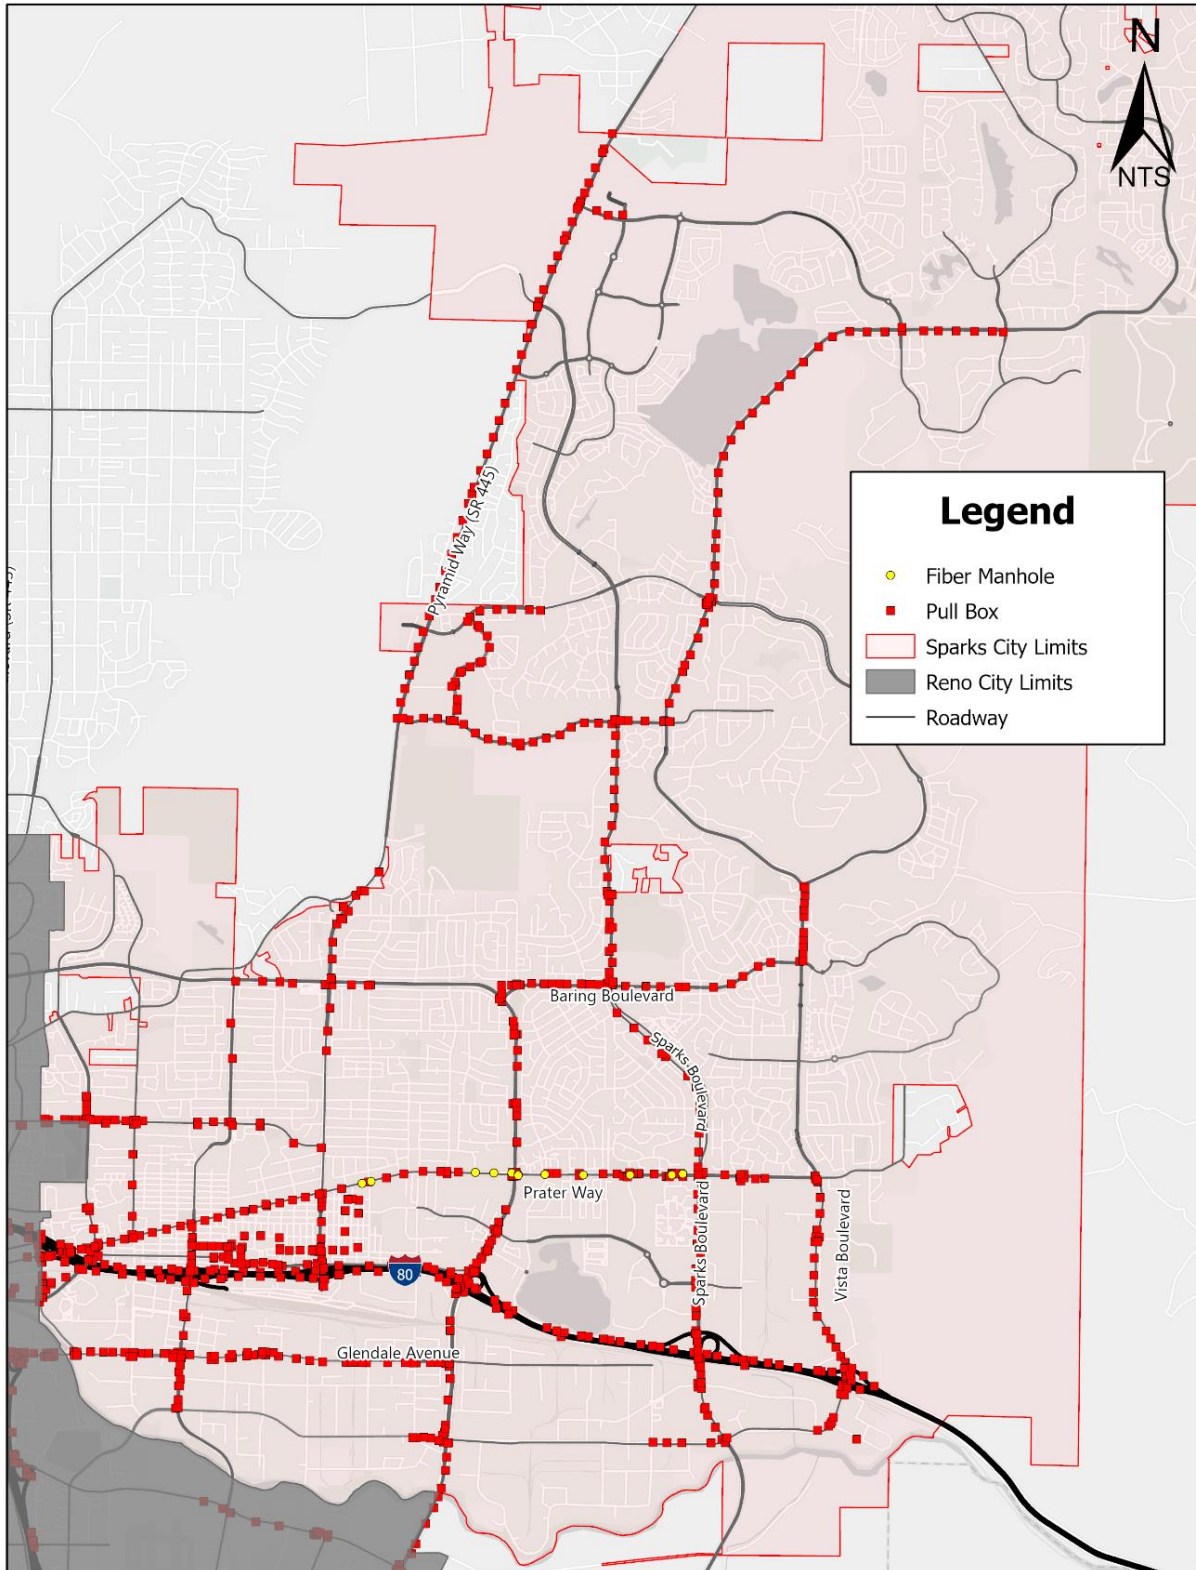 N
NTS
Pyramid Way (SR 445)
Legend
Fiber Manhole
Pull Box
Sparks City Limits
Reno City Limits
Roadway
Baring Boulevard
Sparks Boulevard
Prater Way
Sparks Boulevard
Vista Boulevard
80
Glendale Avenue